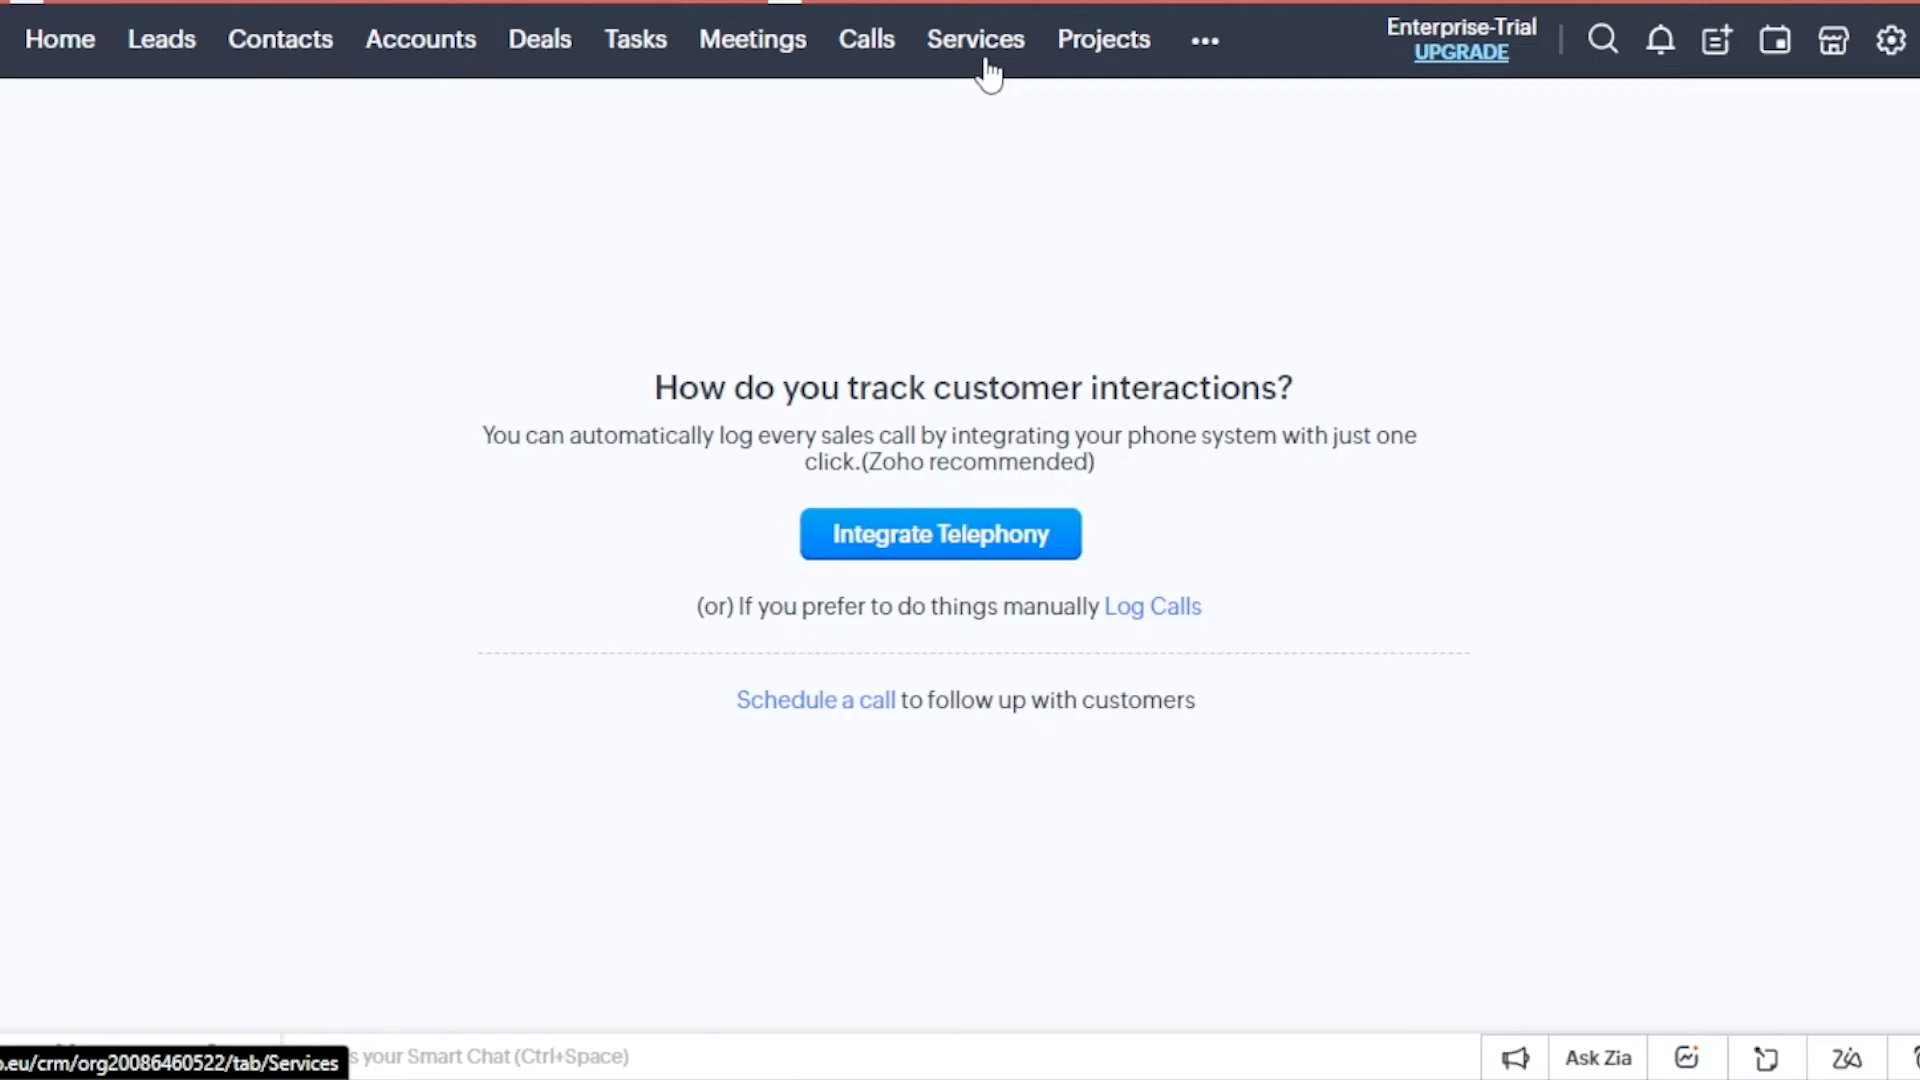 Home Leads Contacts Accounts Deals Tasks Meetings Calls Services Projects ••• Enterprise-Trial
UPGRADE
How do you track customer interactions?
You can automatically log every sales call by integrating your phone system with just one
click.(Zoho recommended)
Integrate Telephony
(or) If you prefer to do things manually Log Calls
Schedule a call to follow up with customers
.eu/crm/org20086460522/tab/Services s your Smart Chat (Ctrl+Space) Ask Zia